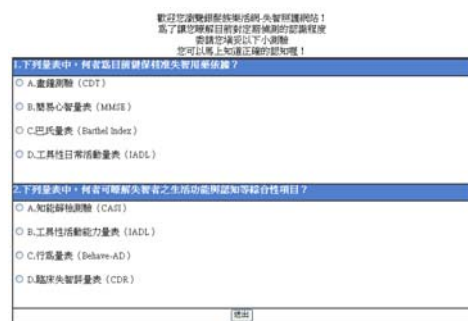 歡迎您瀏覽銀髮族樂活網-失智照護網站！
為了讓您瞭解目前對定期偵測的認識程度
懇請您填妥以下小測驗
您可以馬上知道正確的認知喔！
1.下列量表中，何者為目前健保核准失智用藥依據？
A.畫鐘測驗（CDT）
B.簡易心智量表（MMSE）
C.巴氏量表（Barthel Index）
D.工具性日常活動量表（IADL）
2.下列量表中，何者可瞭解失智者之生活功能與認知等綜合性項目？
A.知能篩檢測驗（CASI）
B.工具性活動能力量表（IADL）
C.行為量表（Behave-AD）
D.臨床失智評量表（CDR）
送出